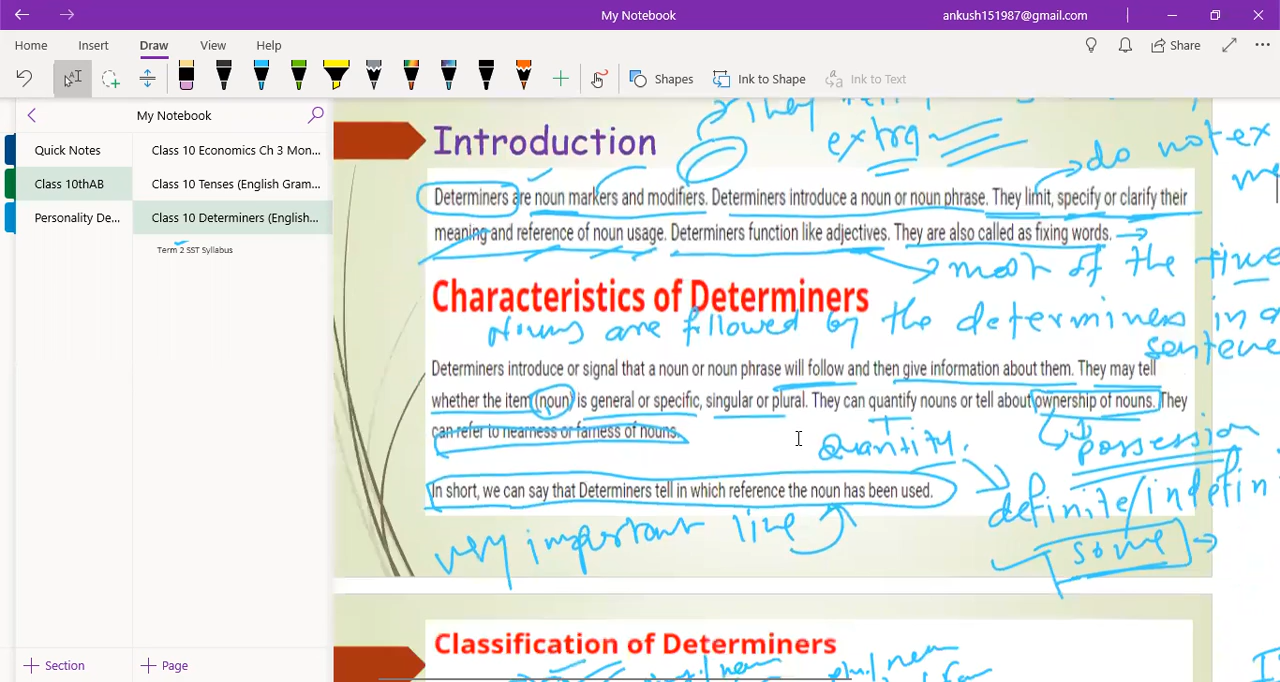 My Notebook
ankush151987@gmail.com
Home Insert Draw View Help
Share
Shapes
Ink to Shape
Ink to Text
My Notebook
Quick Notes
Class 10thAB
Personality De...
Class 10 Economics Ch 3 Mon...
Class 10 Tenses (English Gram...
Class 10 Determiners (English...
Term 2 SST Syllabus
Section
Page
Introduction
they
extra
do not ex
Determiners are noun markers and modifiers. Determiners introduce a noun or noun phrase. They limit, specify or clarify their
meaning and reference of noun usage. Determiners function like adjectives. They are also called as fixing words.
most of the time
Characteristics of Determiners
Nouns are followed by the determiners in a
sentence
Determiners introduce or signal that a noun or noun phrase will follow and then give information about them. They may tell
whether the item (noun) is general or specific, singular or plural. They can quantify nouns or tell about ownership of nouns. They
can refer to nearness or farness of nouns.
Quantity.
possession
In short, we can say that Determiners tell in which reference the noun has been used.
definite/indefin
very important line
some
Classification of Determiners